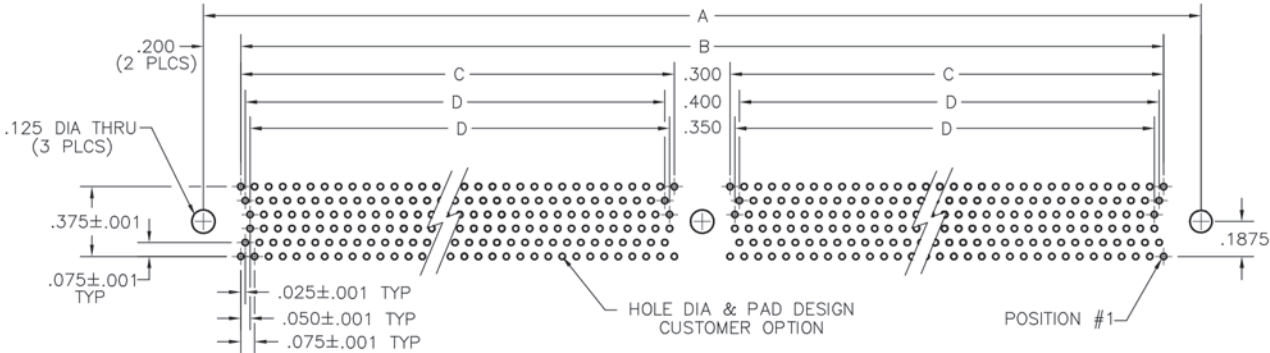 A
.200
(2 PLCS)
B
C
.300
C
D
.400
D
.125 DIA THRU
(3 PLCS)
D
.350
D
.375±.001
.1875
.075±.001
TYP
.025±.001 TYP
.050±.001 TYP
.075±.001 TYP
HOLE DIA & PAD DESIGN
CUSTOMER OPTION
POSITION #1